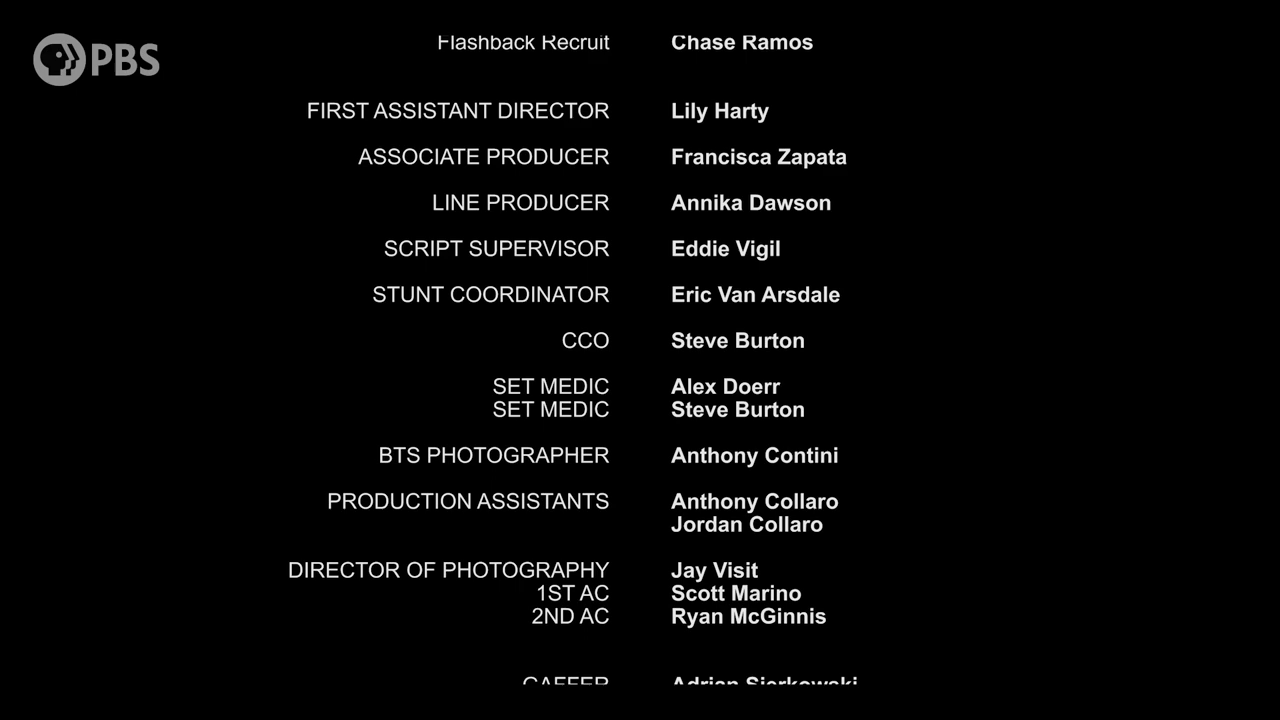 PBS
Flashback Recruit Chase Ramos
FIRST ASSISTANT DIRECTOR Lily Harty
ASSOCIATE PRODUCER Francisca Zapata
LINE PRODUCER Annika Dawson
SCRIPT SUPERVISOR Eddie Vigil
STUNT COORDINATOR Eric Van Arsdale
CCO Steve Burton
SET MEDIC Alex Doerr
SET MEDIC Steve Burton
BTS PHOTOGRAPHER Anthony Contini
PRODUCTION ASSISTANTS Anthony Collaro
Jordan Collaro
DIRECTOR OF PHOTOGRAPHY Jay Visit
1ST AC Scott Marino
2ND AC Ryan McGinnis
GAFFER Adrian Sierkowski